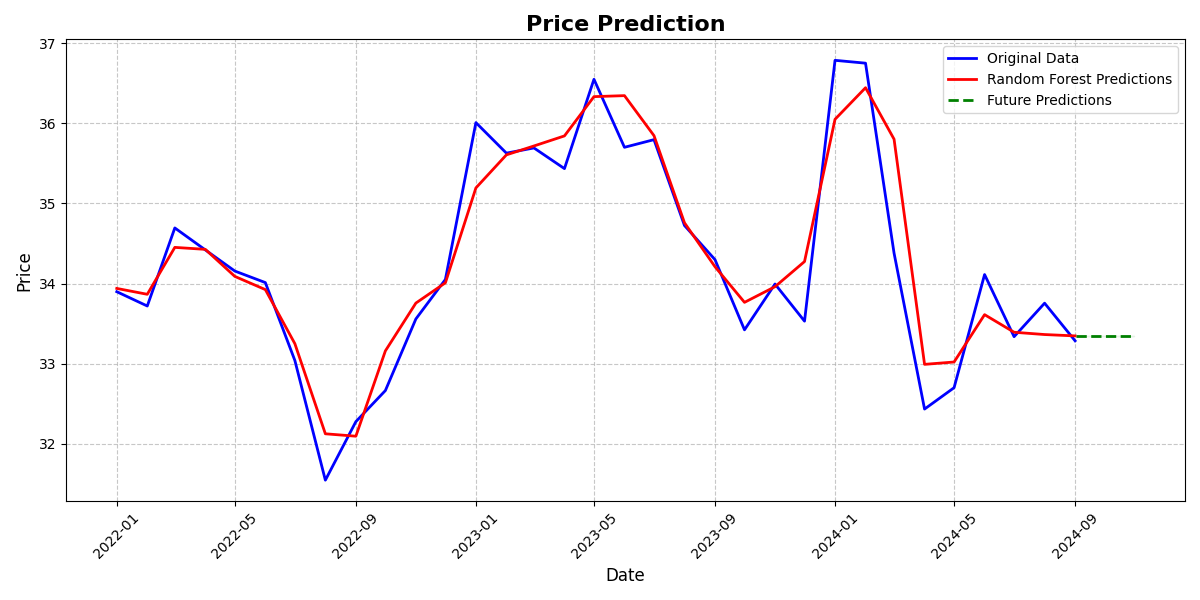 Price Prediction
Original Data
Random Forest Predictions
Future Predictions
Price
37
36
35
34
33
32
2022-01
2022-05
2022-09
2023-01
2023-05
2023-09
2024-01
2024-05
2024-09
Date